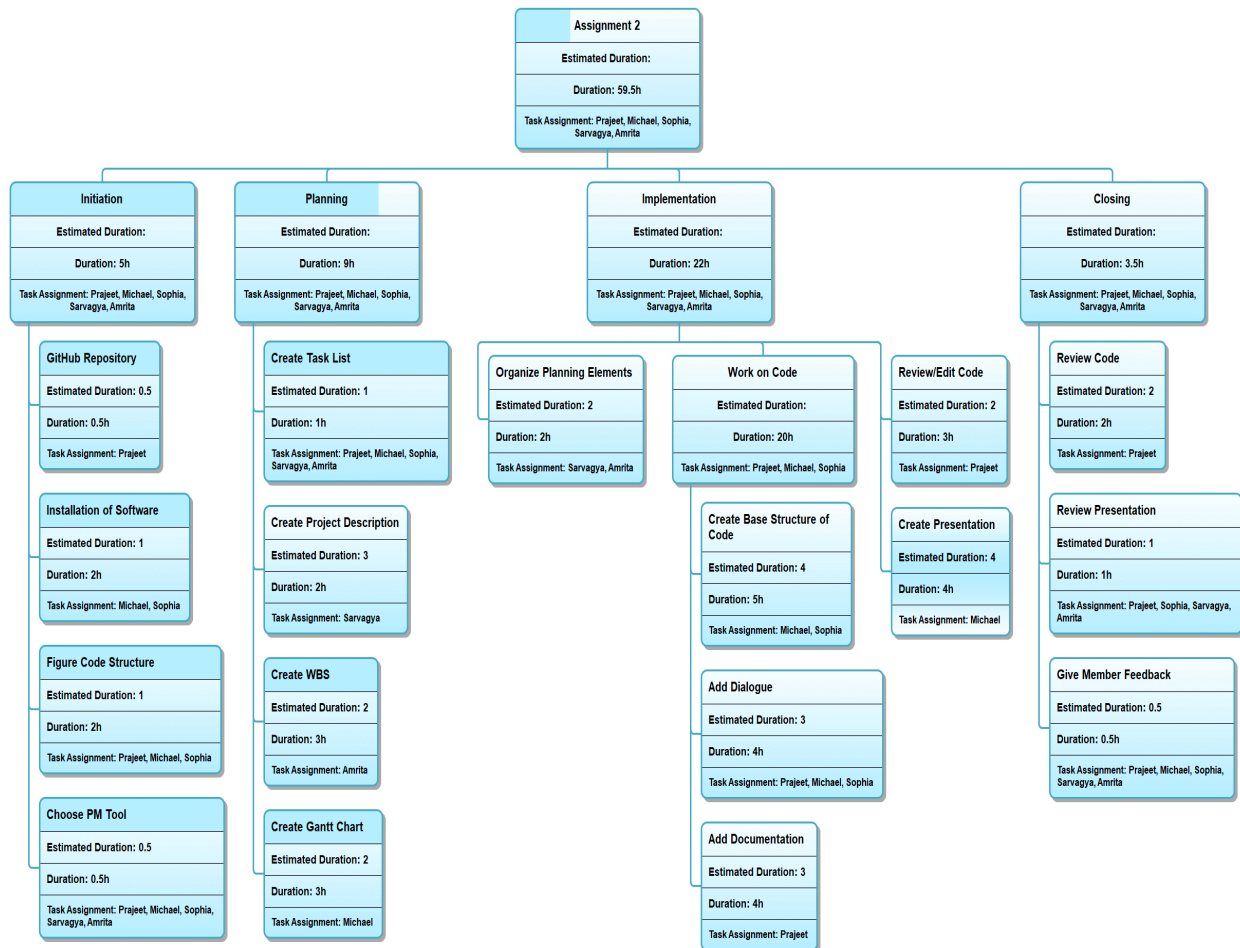 Assignment 2
Estimated Duration:
Duration: 59.5h
Task Assignment: Prajeet, Michael, Sophia,
Sarvagya, Amrita
Initiation
Estimated Duration:
Duration: 5h
Task Assignment: Prajeet, Michael, Sophia,
Sarvagya, Amrita
GitHub Repository
Estimated Duration: 0.5
Duration: 0.5h
Task Assignment: Prajeet
Installation of Software
Estimated Duration: 1
Duration: 2h
Task Assignment: Michael, Sophia
Figure Code Structure
Estimated Duration: 1
Duration: 2h
Task Assignment: Prajeet, Michael, Sophia
Choose PM Tool
Estimated Duration: 0.5
Duration: 0.5h
Task Assignment: Prajeet, Michael, Sophia,
Sarvagya, Amrita
Planning
Estimated Duration:
Duration: 9h
Task Assignment: Prajeet, Michael, Sophia,
Sarvagya, Amrita
Create Task List
Estimated Duration: 1
Duration: 1h
Task Assignment: Prajeet, Michael, Sophia,
Sarvagya, Amrita
Create Project Description
Estimated Duration: 3
Duration: 2h
Task Assignment: Sarvagya
Create WBS
Estimated Duration: 2
Duration: 3h
Task Assignment: Amrita
Create Gantt Chart
Estimated Duration: 2
Duration: 3h
Task Assignment: Michael
Implementation
Estimated Duration:
Duration: 22h
Task Assignment: Prajeet, Michael, Sophia,
Sarvagya, Amrita
Organize Planning Elements
Estimated Duration: 2
Duration: 2h
Task Assignment: Sarvagya, Amrita
Work on Code
Estimated Duration:
Duration: 20h
Task Assignment: Prajeet, Michael, Sophia
Create Base Structure of
Code
Estimated Duration: 4
Duration: 5h
Task Assignment: Michael, Sophia
Add Dialogue
Estimated Duration: 3
Duration: 4h
Task Assignment: Prajeet, Michael, Sophia
Add Documentation
Estimated Duration: 3
Duration: 4h
Task Assignment: Prajeet
Review/Edit Code
Estimated Duration: 2
Duration: 3h
Task Assignment: Prajeet
Create Presentation
Estimated Duration: 4
Duration: 4h
Task Assignment: Michael
Closing
Estimated Duration:
Duration: 3.5h
Task Assignment: Prajeet, Michael, Sophia,
Sarvagya, Amrita
Review Code
Estimated Duration: 2
Duration: 2h
Task Assignment: Prajeet
Review Presentation
Estimated Duration: 1
Duration: 1h
Task Assignment: Prajeet, Sophia, Sarvagya,
Amrita
Give Member Feedback
Estimated Duration: 0.5
Duration: 0.5h
Task Assignment: Prajeet, Michael, Sophia,
Sarvagya, Amrita